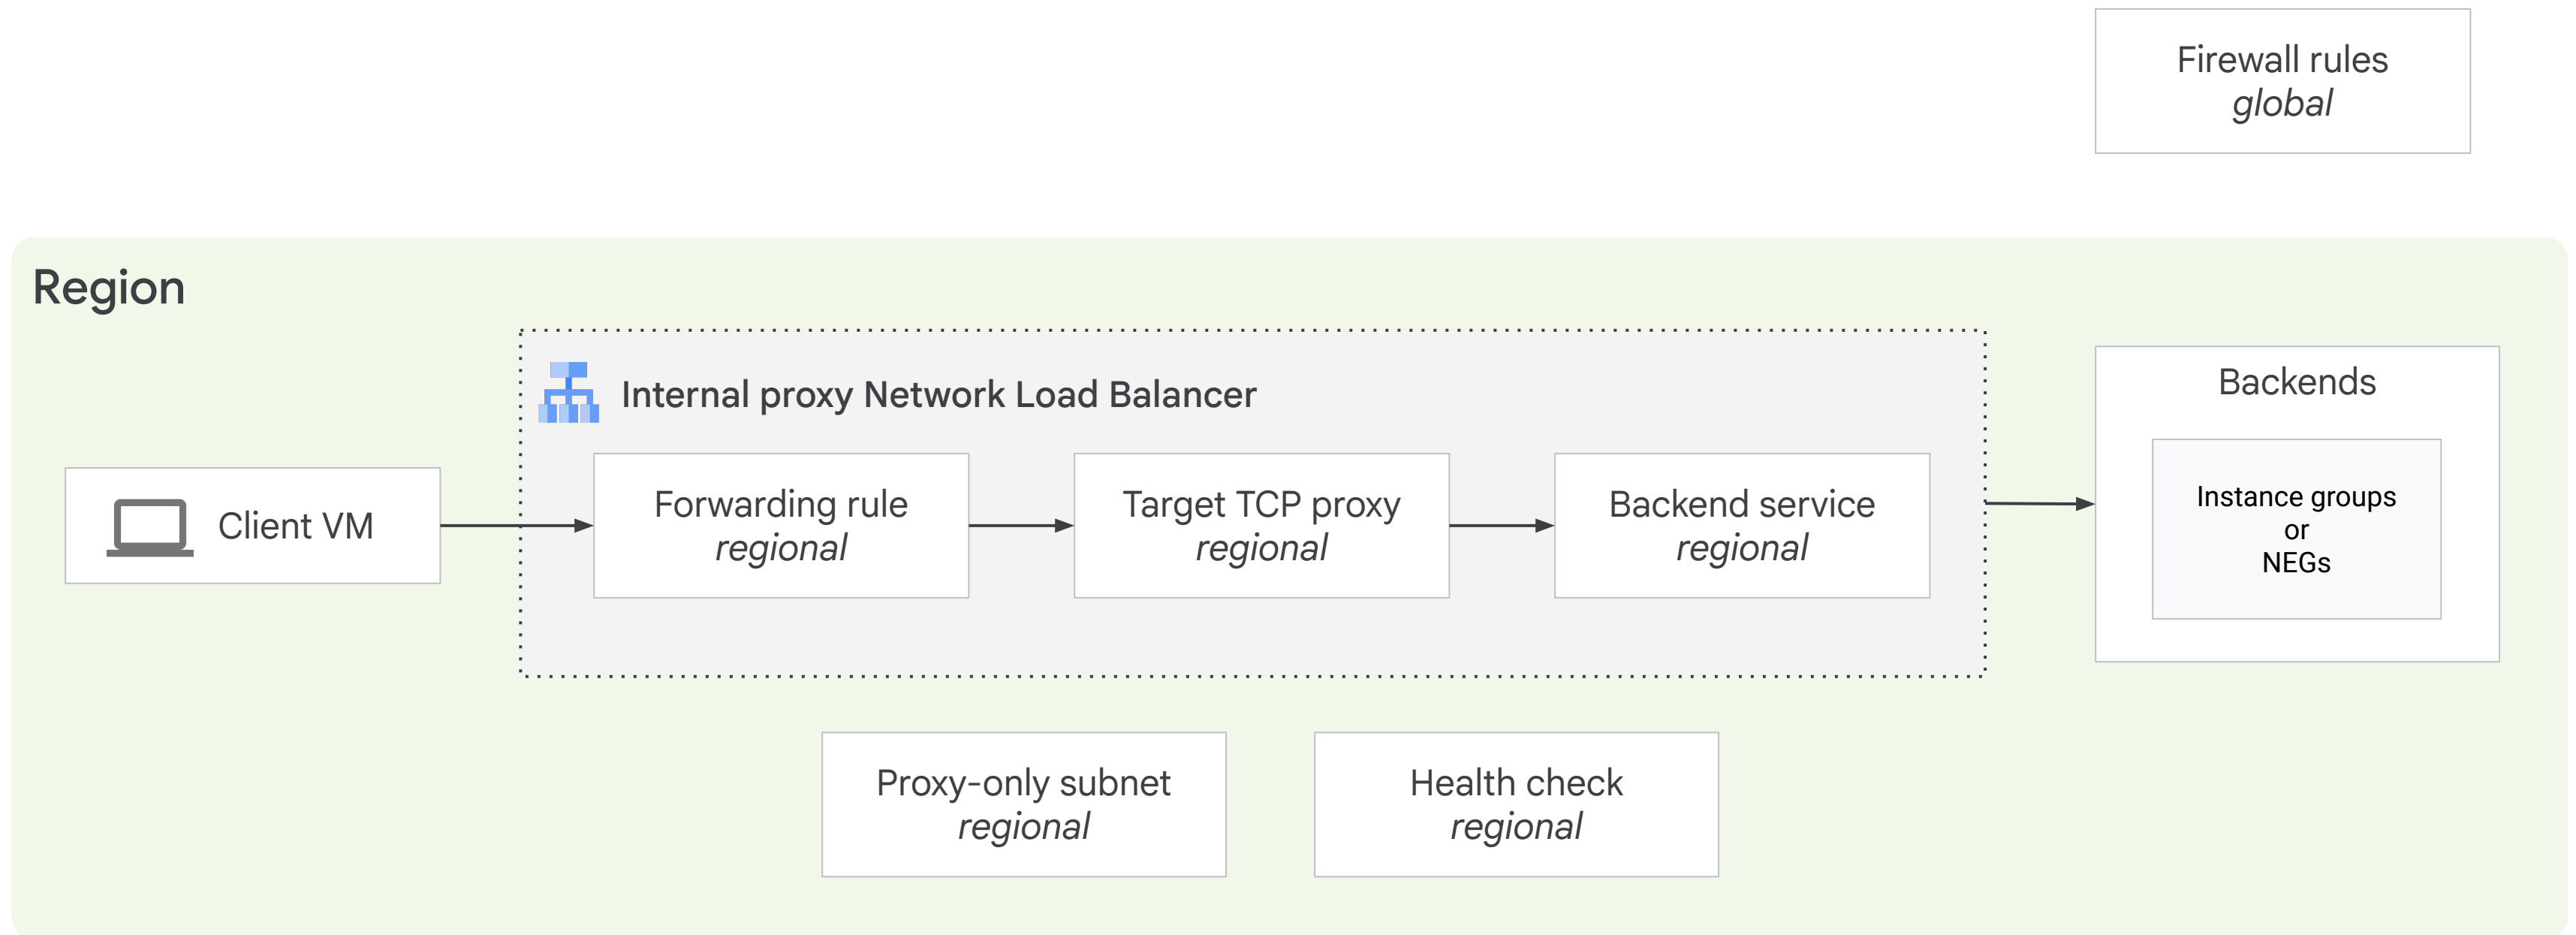 Firewall rules
global
Region
Internal proxy Network Load Balancer
Client VM
Forwarding rule
regional
Target TCP proxy
regional
Backend service
regional
Backends
Instance groups
or
NEGs
Proxy-only subnet
regional
Health check
regional